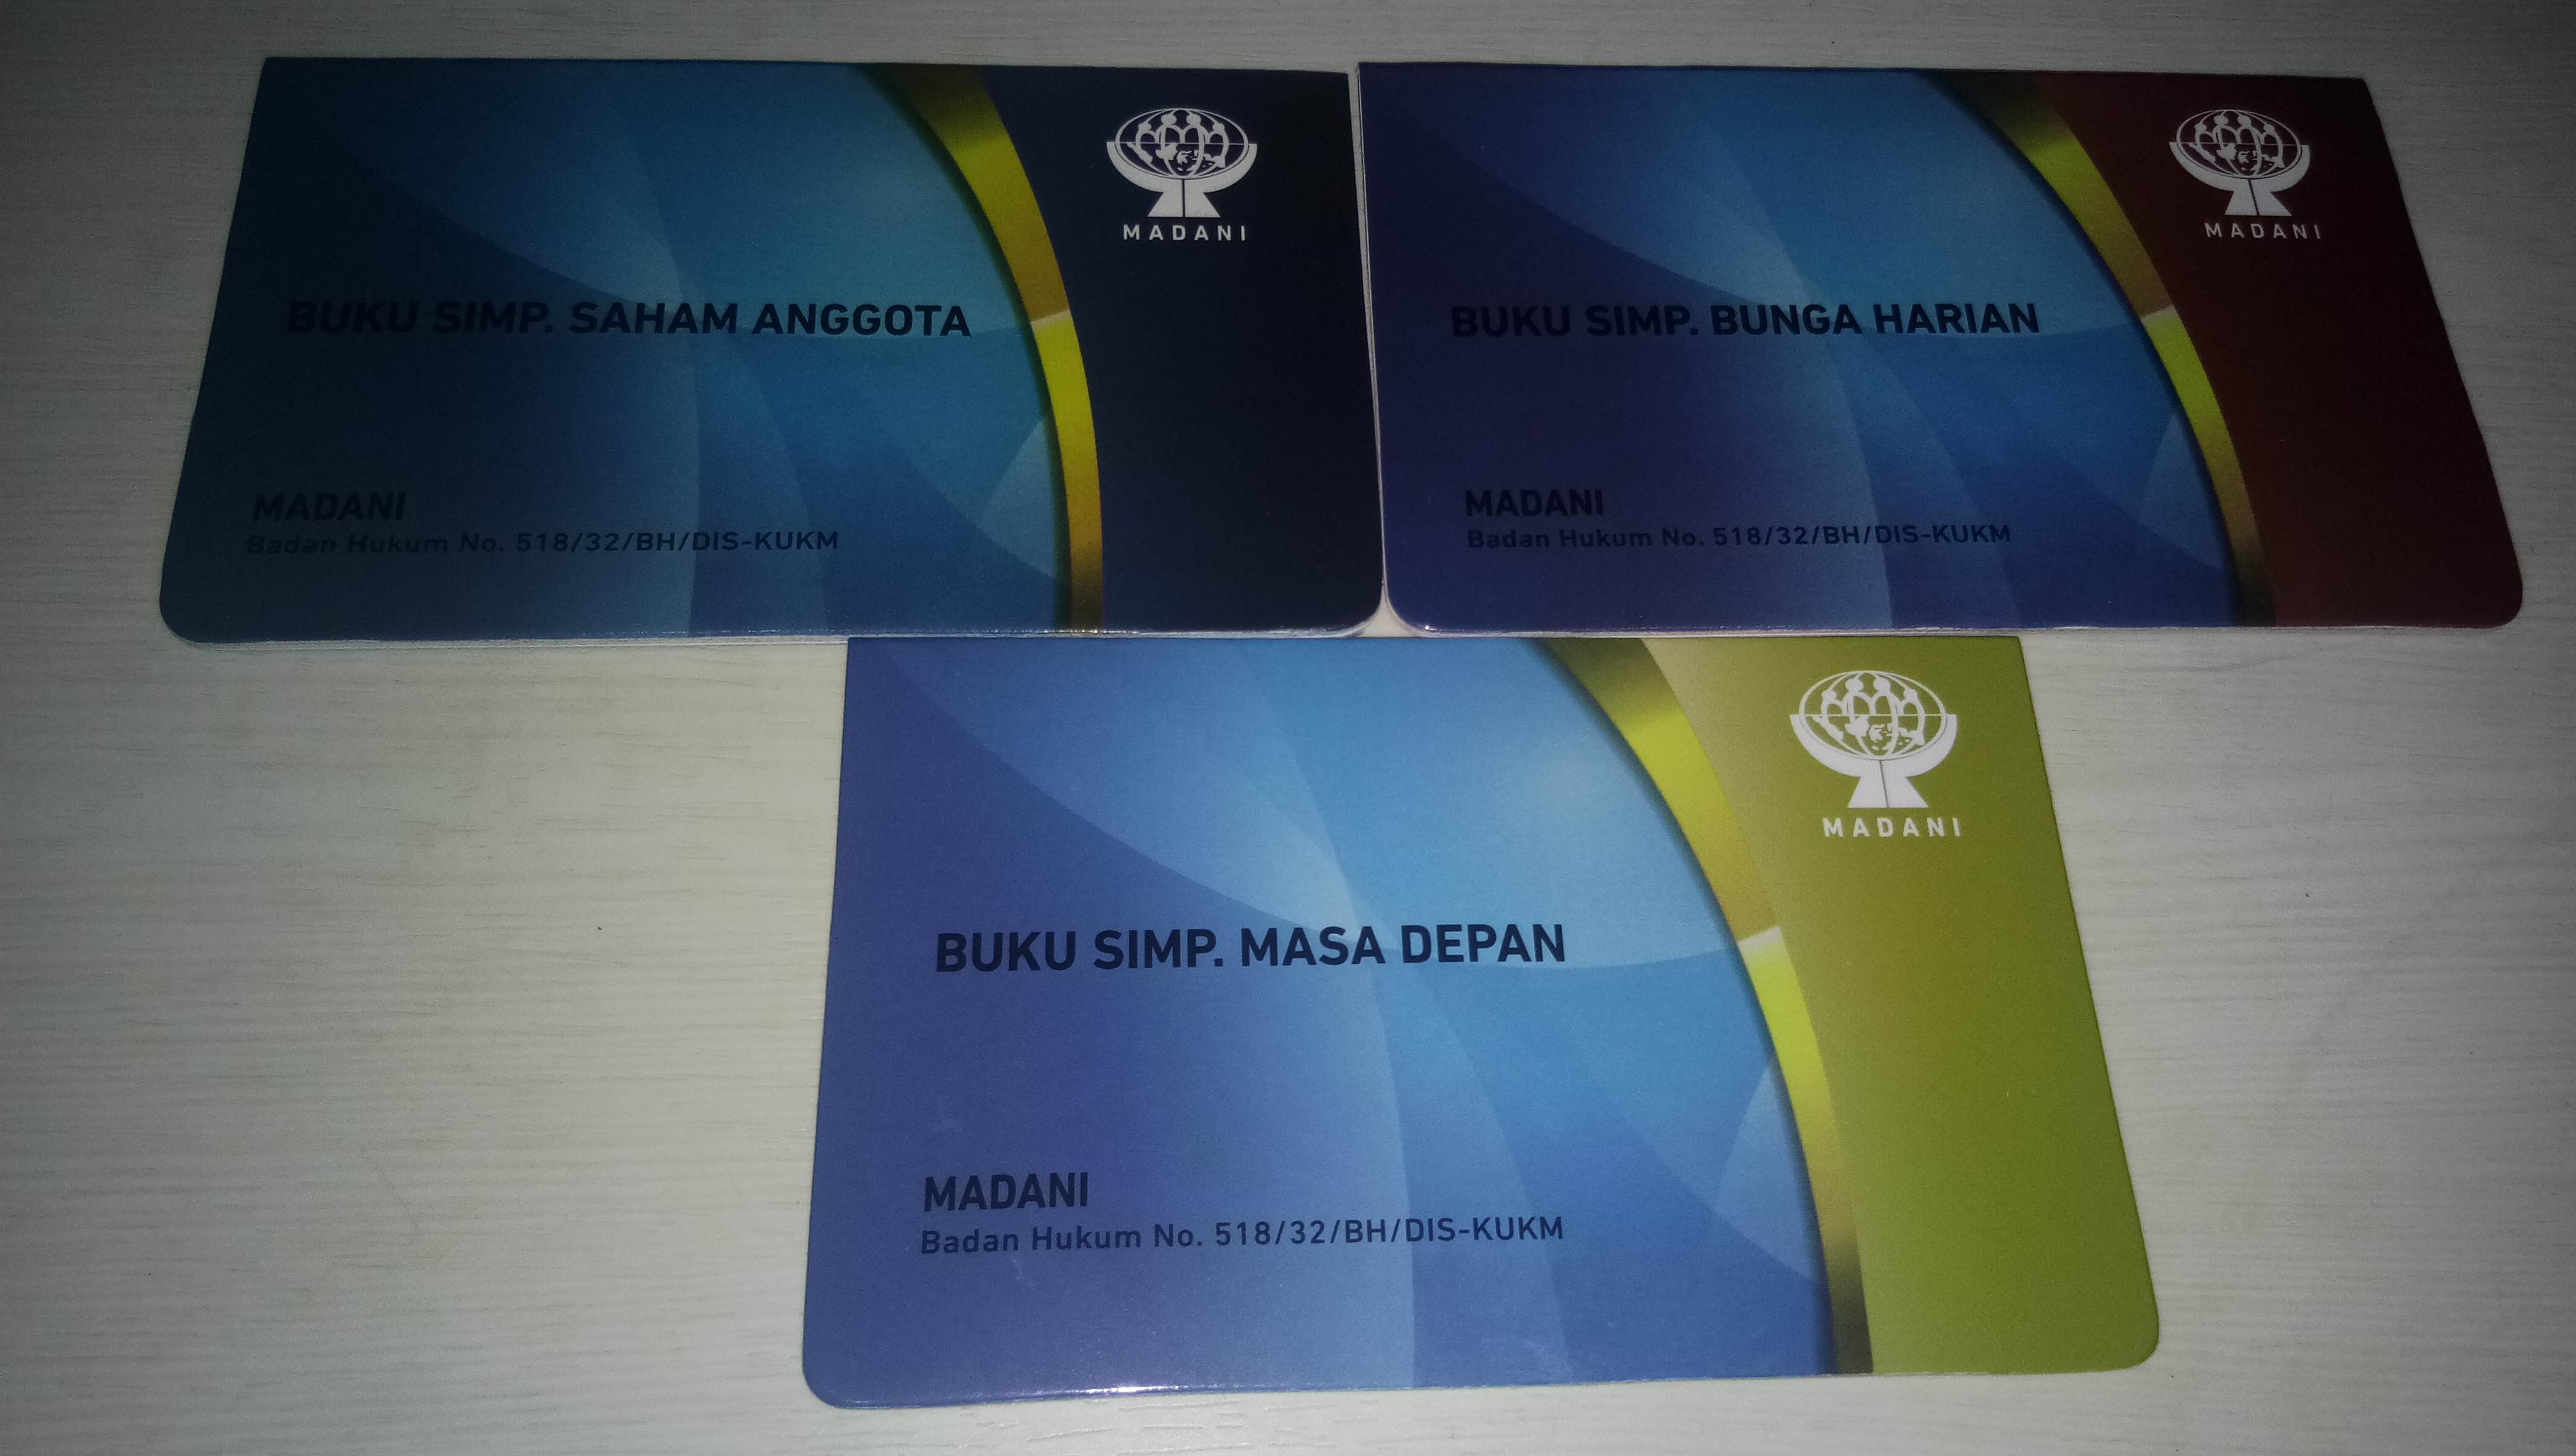 MADANI
BUKU SIMP. SAHAM ANGGOTA
MADANI
Badan Hukum No. 518/32/BH/DIS-KUKM
MADANI
BUKU SIMP. BUNGA HARIAN
MADANI
Badan Hukum No. 518/32/BH/DIS-KUKM
MADANI
BUKU SIMP. MASA DEPAN
MADANI
Badan Hukum No. 518/32/BH/DIS-KUKM